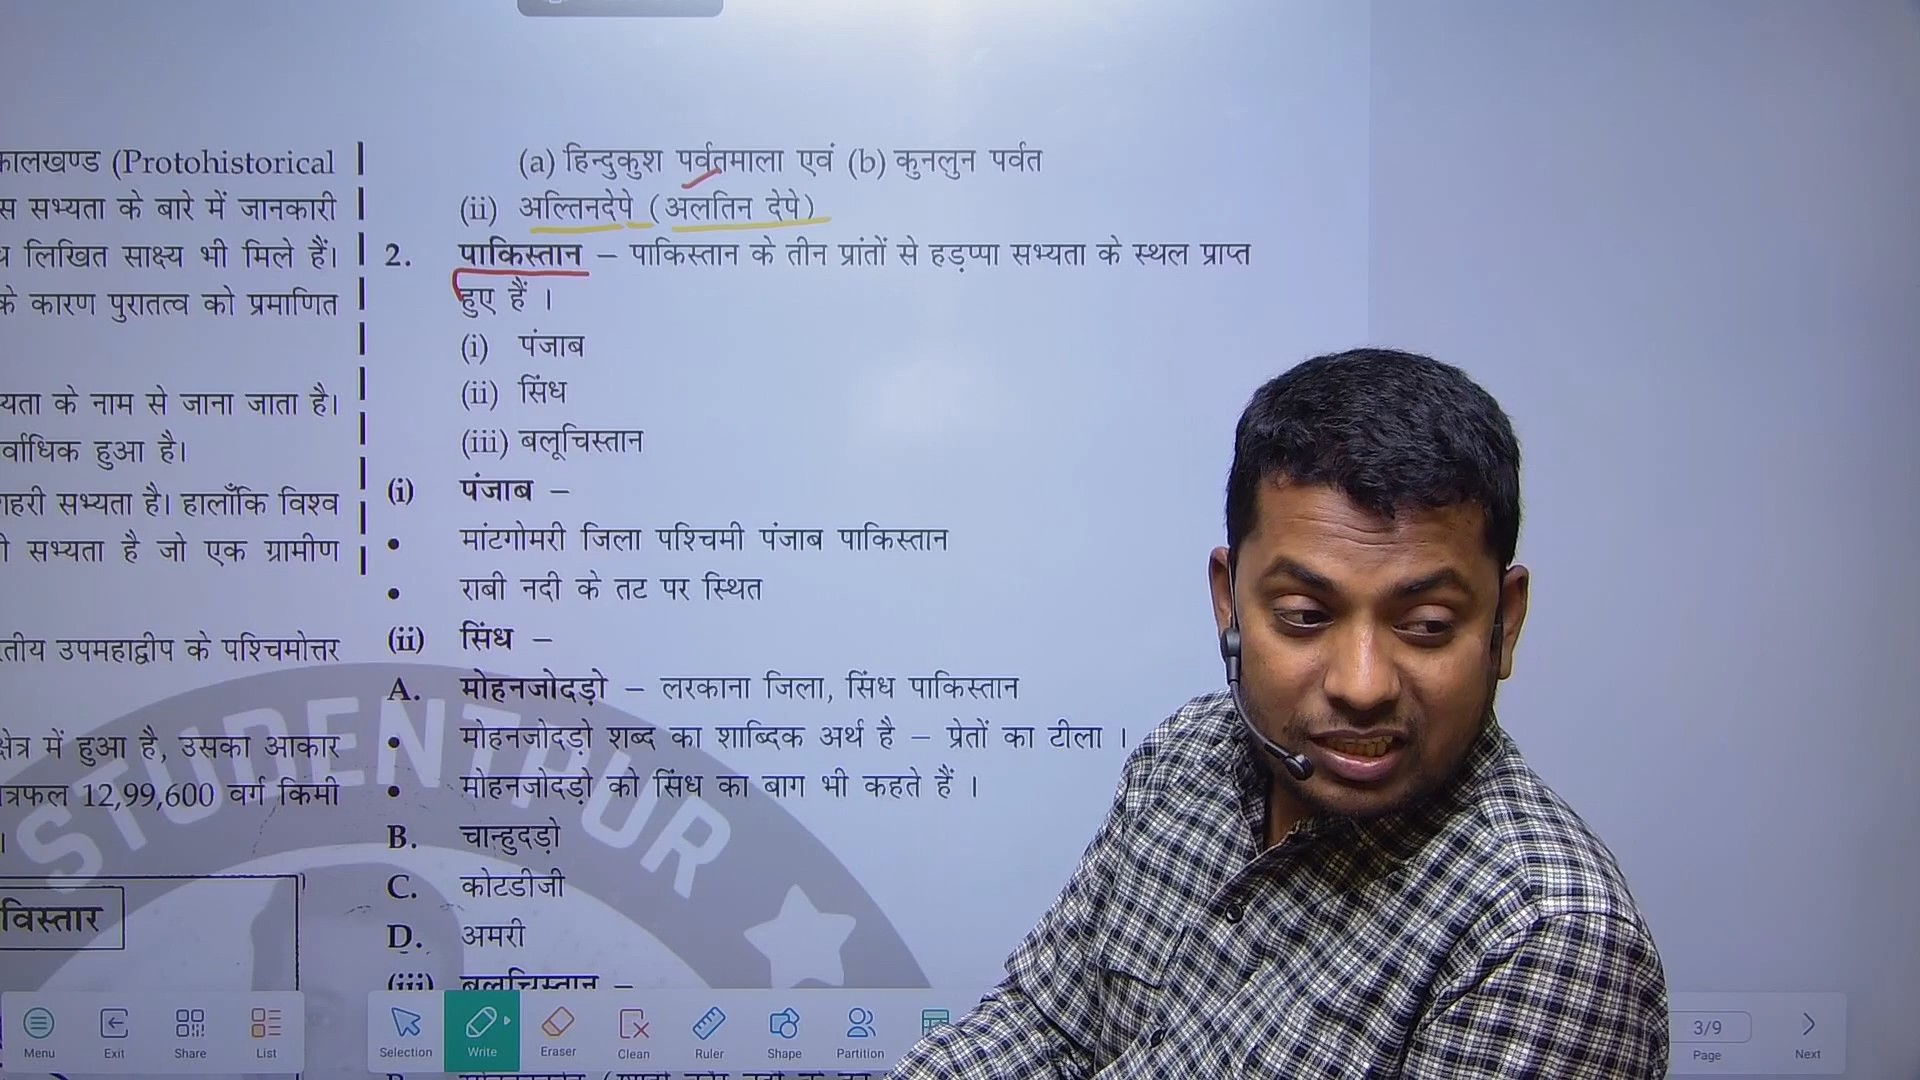 कालखण्ड (Protohistorical
स सभ्यता के बारे में जानकारी
लिखित साक्ष्य भी मिले हैं।
के कारण पुरातत्व को प्रमाणित
यता के नाम से जाना जाता है।
र्वाधिक हुआ है।
शहरी सभ्यता है। हालाँकि विश्व
सभ्यता है जो एक ग्रामीण
तीय उपमहाद्वीप के पश्चिमोत्तर
क्षेत्र में हुआ है, उसका आकार
त्रफल 12,99,600 वर्ग किमी
।
विस्तार
(a) हिन्दुकुश पर्वतमाला एवं (b) कुनलुन पर्वत
(ii) अल्तिनदेपे (अलतिन देपे)
2. पाकिस्तान – पाकिस्तान के तीन प्रांतों से हड़प्पा सभ्यता के स्थल प्राप्त
हुए हैं ।
(i) पंजाब
(ii) सिंध
(iii) बलूचिस्तान
(i) पंजाब –
• मांटगोमरी जिला पश्चिमी पंजाब पाकिस्तान
• राबी नदी के तट पर स्थित
(ii) सिंध –
A. मोहनजोदड़ो – लरकाना जिला, सिंध पाकिस्तान
• मोहनजोदड़ो शब्द का शाब्दिक अर्थ है – प्रेतों का टीला ।
• मोहनजोदड़ो को सिंध का बाग भी कहते हैं ।
B. चान्हुदड़ो
C. कोटडीजी
D. अमरी
(iii) बलूचिस्तान –
STUDENTPUR
Menu Exit Share List Selection Write Eraser Clean Ruler Shape Partition
3/9
Page Next